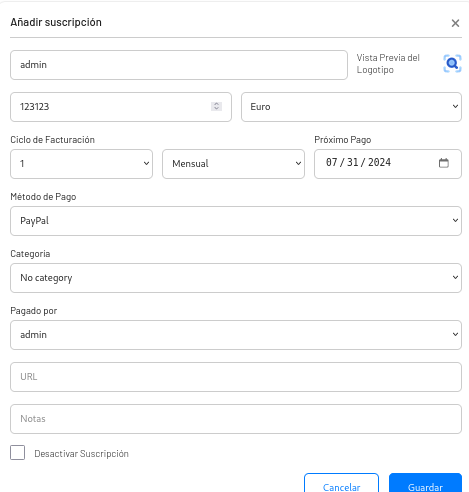 Añadir suscripción
admin
Vista Previa del
Logotipo
123123
Euro
Ciclo de Facturación
Próximo Pago
1
Mensual
07/31/2024
Método de Pago
PayPal
Categoría
No category
Pagado por
admin
URL
Notas
Desactivar Suscripción
Cancelar
Guardar